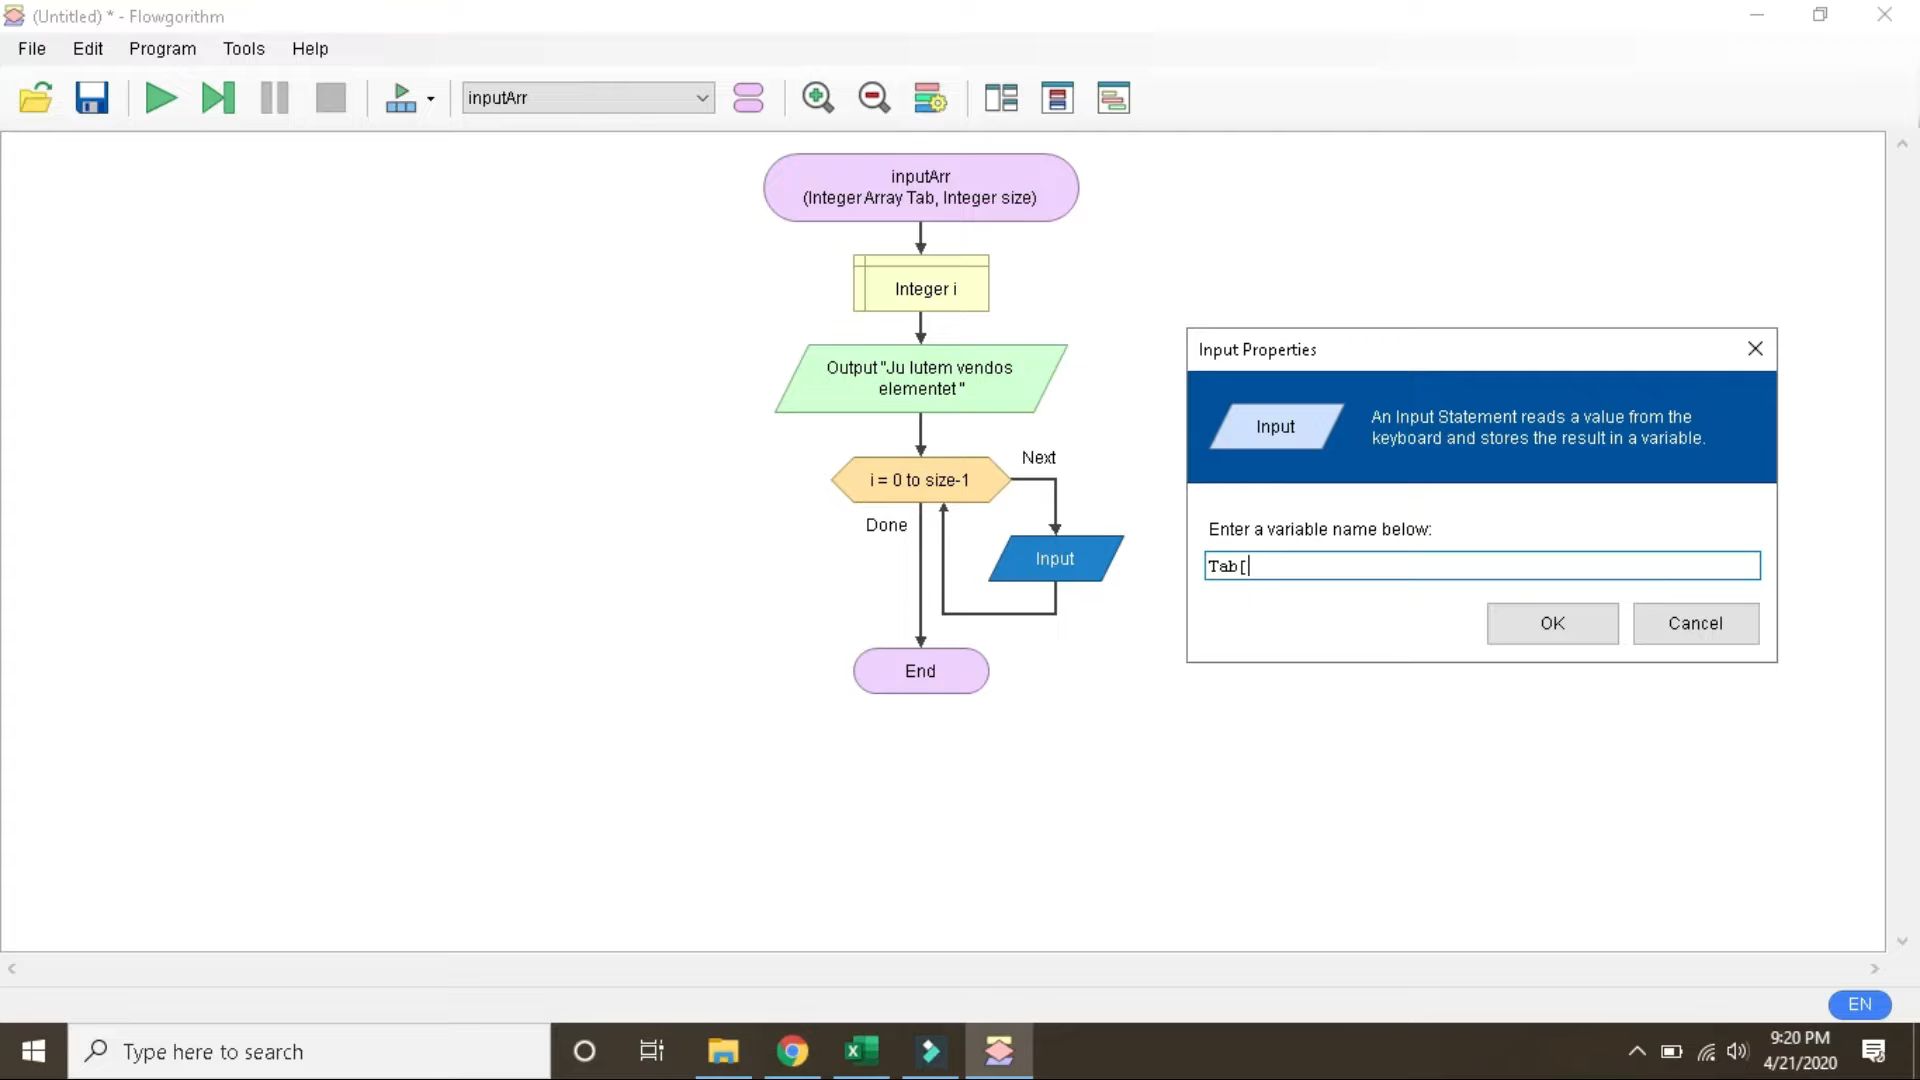 (Untitled) * - Flowgorithm
File Edit Program Tools Help
inputArr
inputArr
(Integer Array Tab, Integer size)
Integer i
Output "Ju lutem vendos
elementet "
i = 0 to size-1
Next
Done
Input
End
Input Properties
Input
An Input Statement reads a value from the
keyboard and stores the result in a variable.
Enter a variable name below:
Tab[
OK Cancel
EN
Type here to search
9:20 PM
4/21/2020